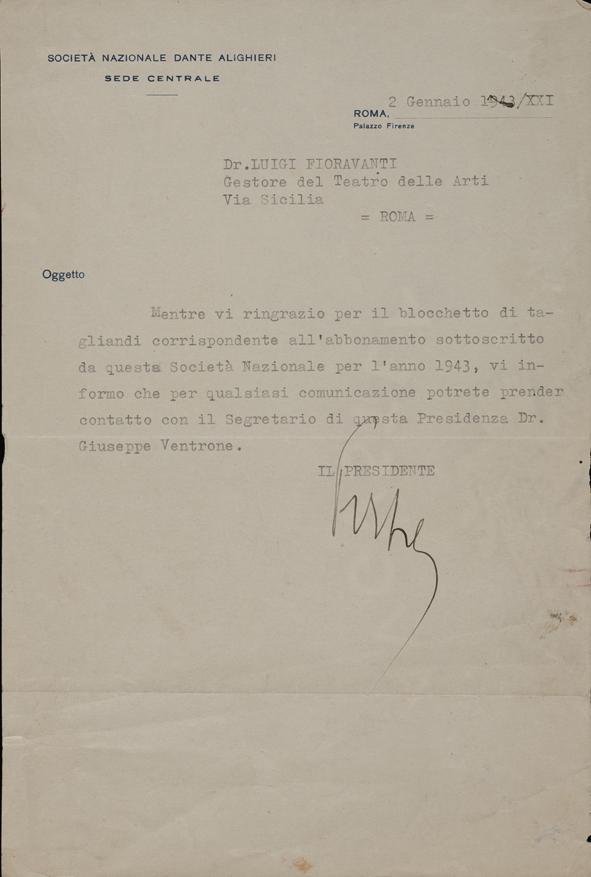 SOCIETÀ NAZIONALE DANTE ALIGHIERI
SEDE CENTRALE
2 Gennaio 1943/XXI
ROMA,
Palazzo Firenze
Dr.LUIGI FIORAVANTI
Gestore del Teatro delle Arti
Via Sicilia
= ROMA =
Oggetto
Mentre vi ringrazio per il blocchetto di ta-
gliandi corrispondente all'abbonamento sottoscritto
da questa Società Nazionale per l'anno 1943, vi in-
formo che per qualsiasi comunicazione potrete prender
contatto con il Segretario di questa Presidenza Dr.
Giuseppe Ventrone.
IL PRESIDENTE